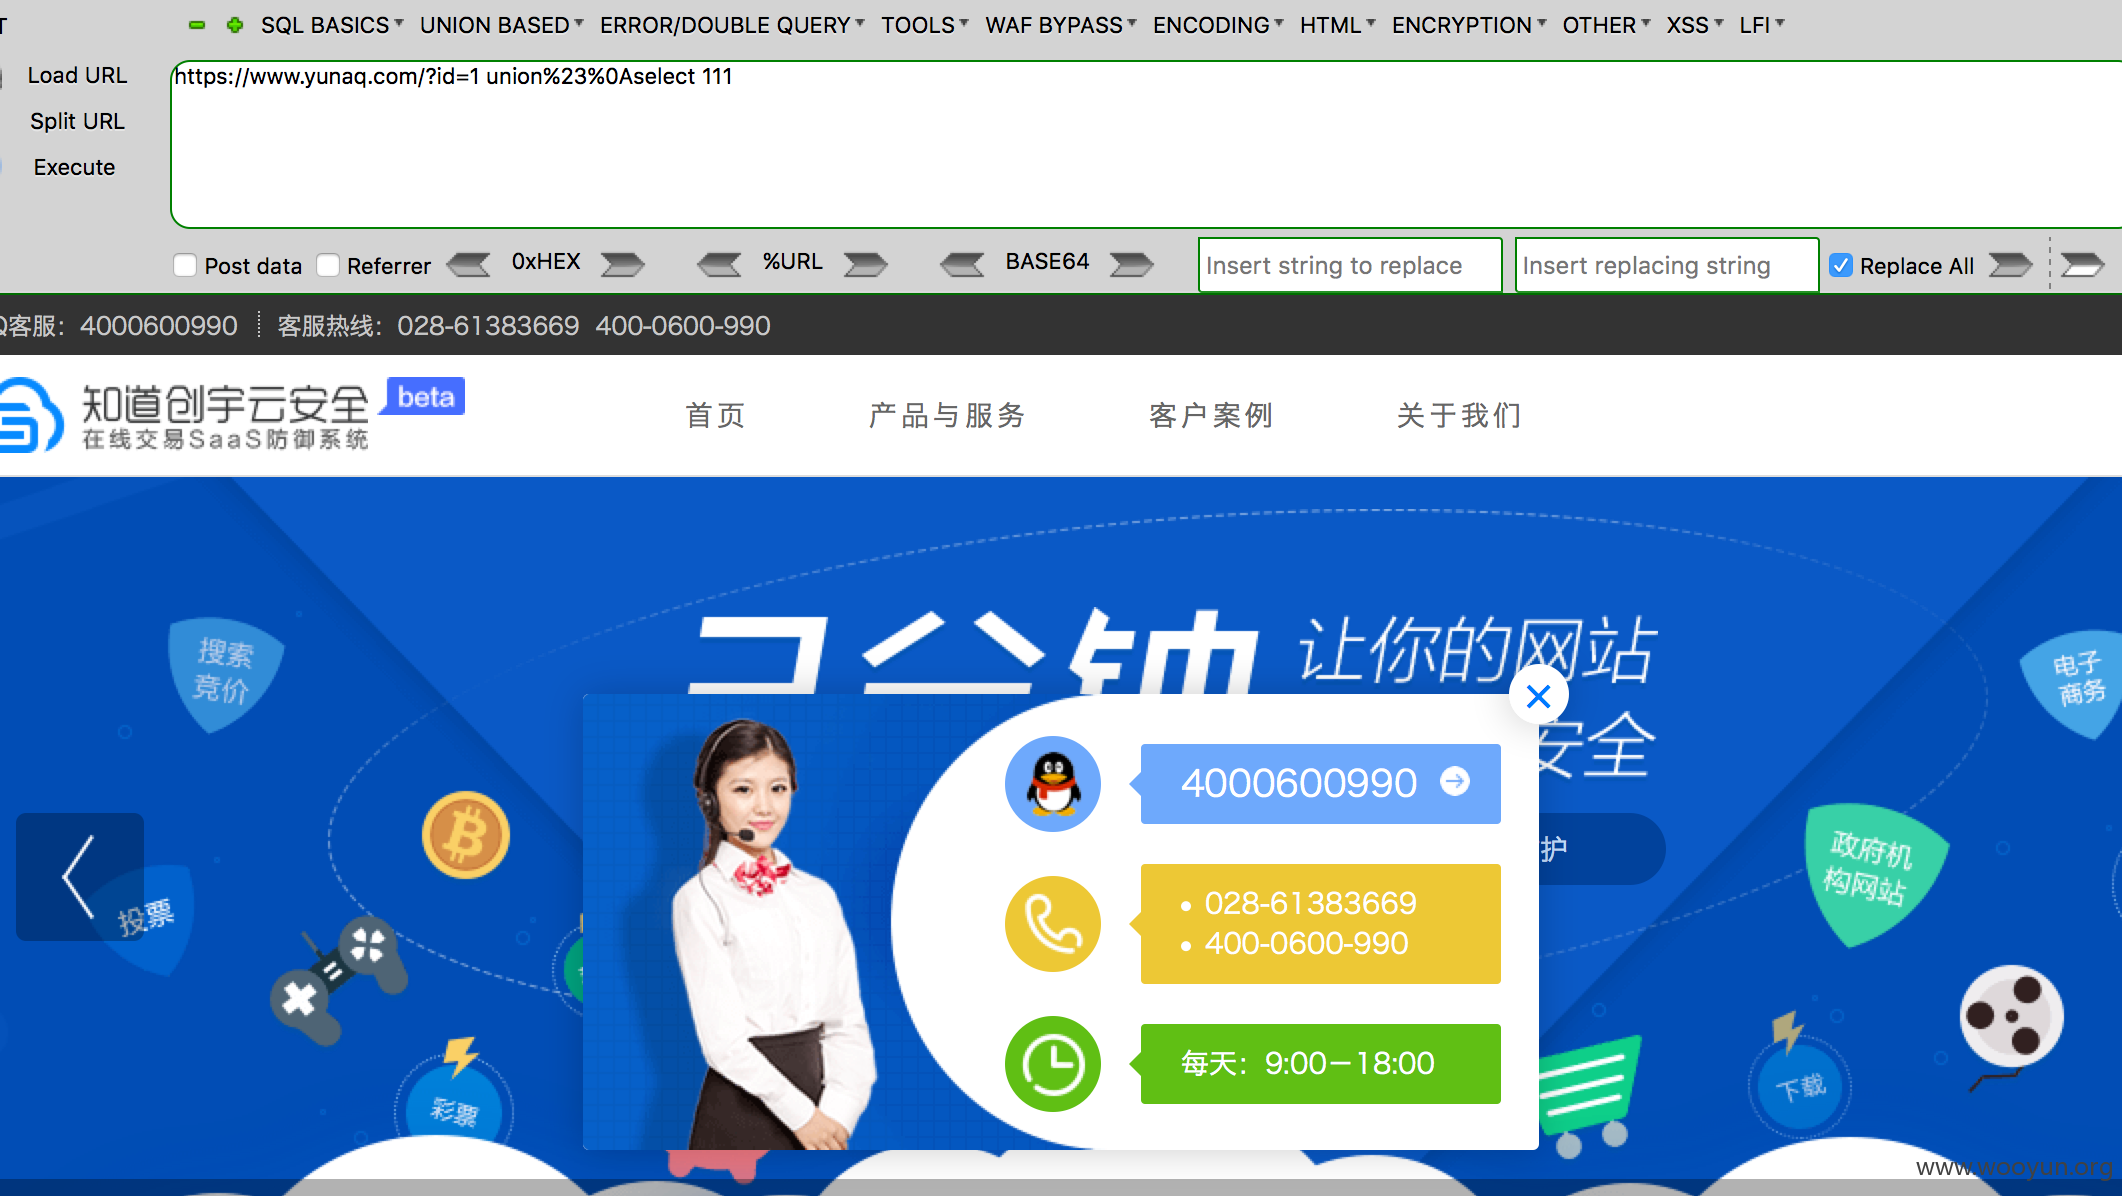 T
SQL BASICS UNION BASED ERROR/DOUBLE QUERY TOOLS WAF BYPASS ENCODING HTML ENCRYPTION OTHER XSS LFI
Load URL
https://www.yunaq.com/?id=1 union%23%0Aselect 111
Split URL
Execute
Post data Referrer 0xHEX %URL BASE64 Insert string to replace Insert replacing string Replace All
Q客服：4000600990 客服热线：028-61383669 400-0600-990
知道创宇云安全 beta
在线交易SaaS防御系统
首页 产品与服务 客户案例 关于我们
让你的网站
安全
搜索
竞价
电子
商务
4000600990
护
政府机
构网站
028-61383669
400-0600-990
投票
每天：9:00－18:00
彩票
下载
www.wooyun.org